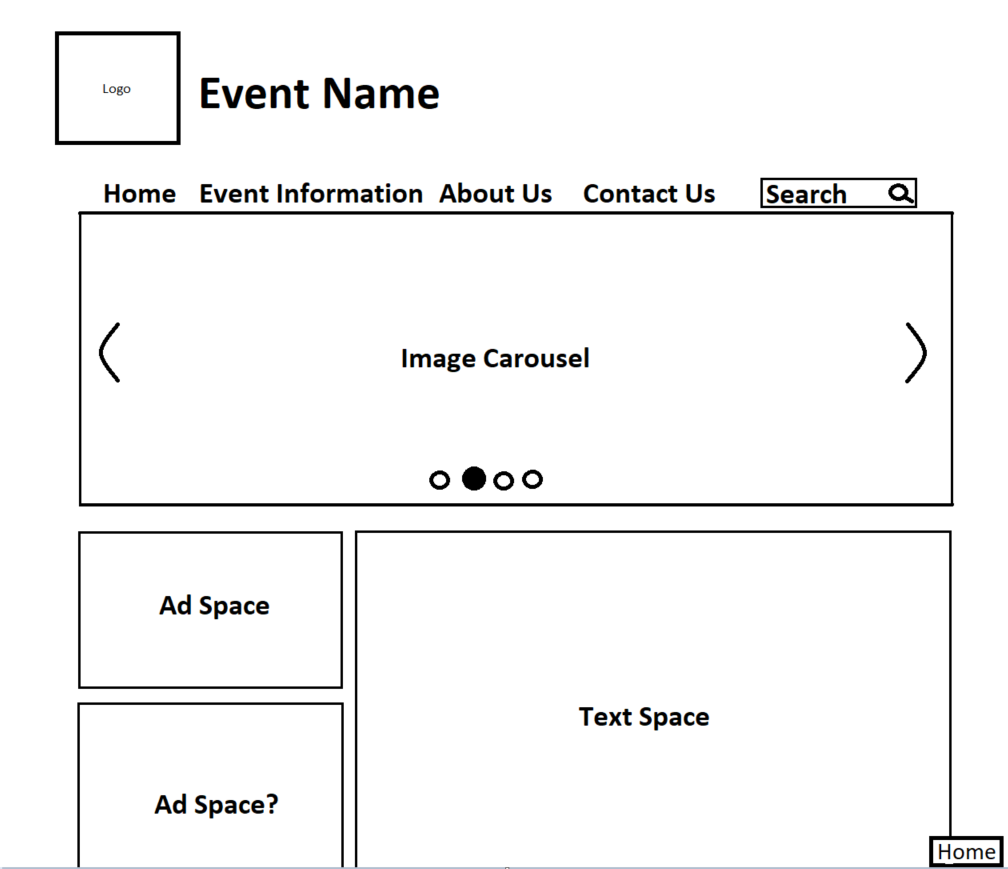 Logo
Event Name
Home Event Information About Us Contact Us Search
Image Carousel
Ad Space
Text Space
Ad Space?
Home